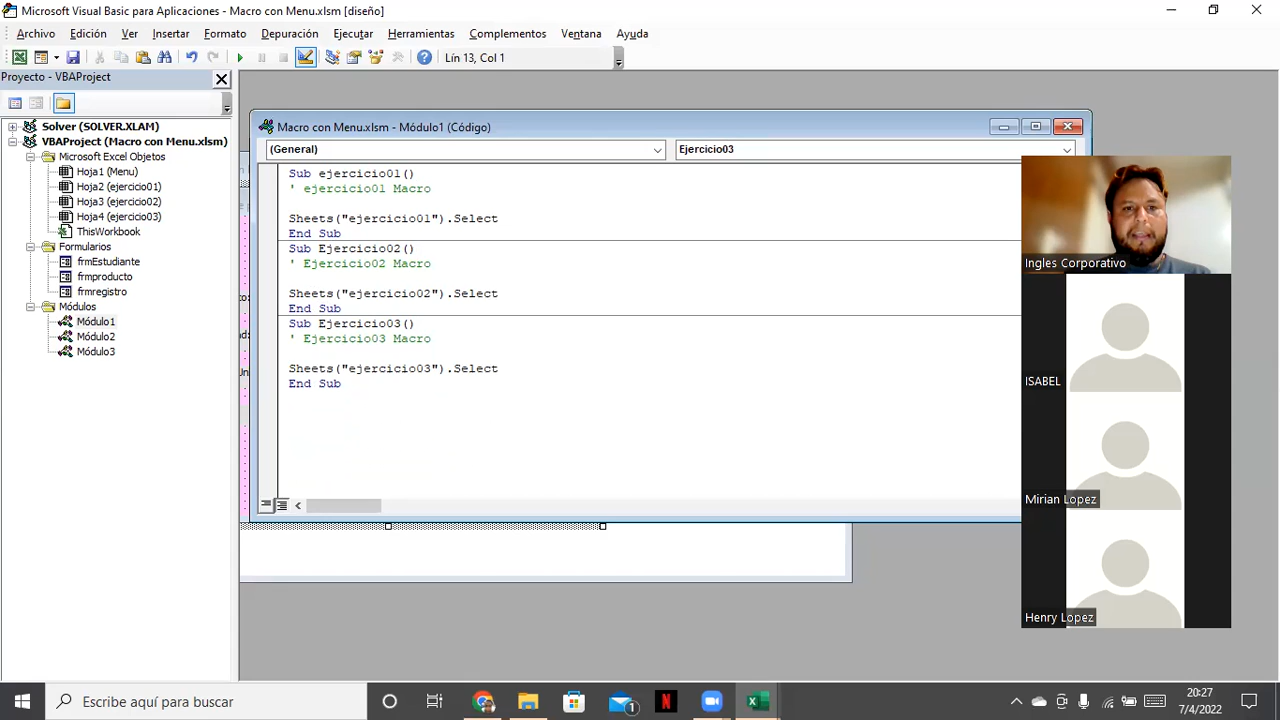 Microsoft Visual Basic para Aplicaciones - Macro con Menu.xlsm [diseño]
Archivo Edición Ver Insertar Formato Depuración Ejecutar Herramientas Complementos Ventana Ayuda
Lín 13, Col 1
Proyecto - VBAProject
Solver (SOLVER.XLAM)
VBAProject (Macro con Menu.xlsm)
Microsoft Excel Objetos
Hoja1 (Menu)
Hoja2 (ejercicio01)
Hoja3 (ejercicio02)
Hoja4 (ejercicio03)
ThisWorkbook
Formularios
frmEstudiante
frmproducto
frmregistro
Módulos
Módulo1
Módulo2
Módulo3
Macro con Menu.xlsm - Módulo1 (Código)
(General) Ejercicio03
Sub ejercicio01()
' ejercicio01 Macro
Sheets("ejercicio01").Select
End Sub
Sub Ejercicio02()
' Ejercicio02 Macro
Sheets("ejercicio02").Select
End Sub
Sub Ejercicio03()
' Ejercicio03 Macro
Sheets("ejercicio03").Select
End Sub
Ingles Corporativo
ISABEL
Mirian Lopez
Henry Lopez
Escribe aquí para buscar
1
N
20:27
7/4/2022